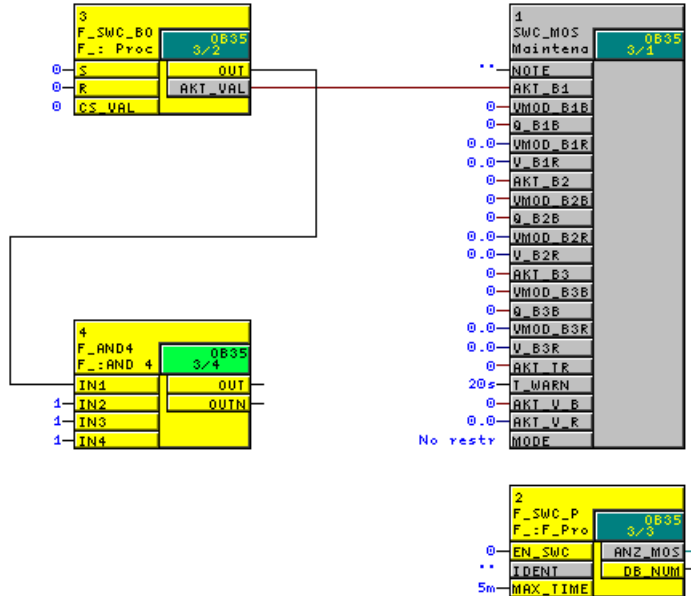 3
F_SWC_BO
F_: Proc
OB35
3/2
0 S OUT
0 R AKT_VAL
0 CS_VAL
1
SWC_MOS
Maintena
OB35
3/1
'' NOTE
AKT_B1
0 VMOD_B1B
0 Q_B1B
0.0 VMOD_B1R
0.0 V_B1R
0 AKT_B2
0 VMOD_B2B
0 Q_B2B
0.0 VMOD_B2R
0.0 V_B2R
0 AKT_B3
0 VMOD_B3B
0 Q_B3B
0.0 VMOD_B3R
0.0 V_B3R
0 AKT_TR
20s T_WARN
0 AKT_V_B
0.0 AKT_V_R
No restr MODE
4
F_AND4
F_:AND 4
OB35
3/4
IN1 OUT
1 IN2 OUTN
1 IN3
1 IN4
2
F_SWC_P
F_:F_Pro
OB35
3/3
0 EN_SWC ANZ_MOS
'' IDENT DB_NUM
5m MAX_TIME